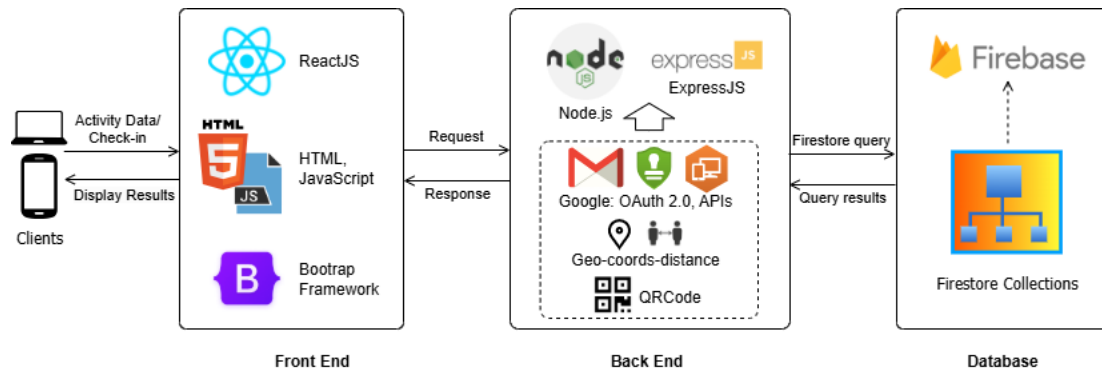 Activity Data/
Check-in
Display Results
Clients
ReactJS
HTML
5
JS
HTML,
JavaScript
B
Bootrap
Framework
Front End
Request
Response
node
JS
Node.js
express JS
ExpressJS
Google: OAuth 2.0, APIs
Geo-coords-distance
QRCode
Back End
Firestore query
Query results
Firebase
Firestore Collections
Database